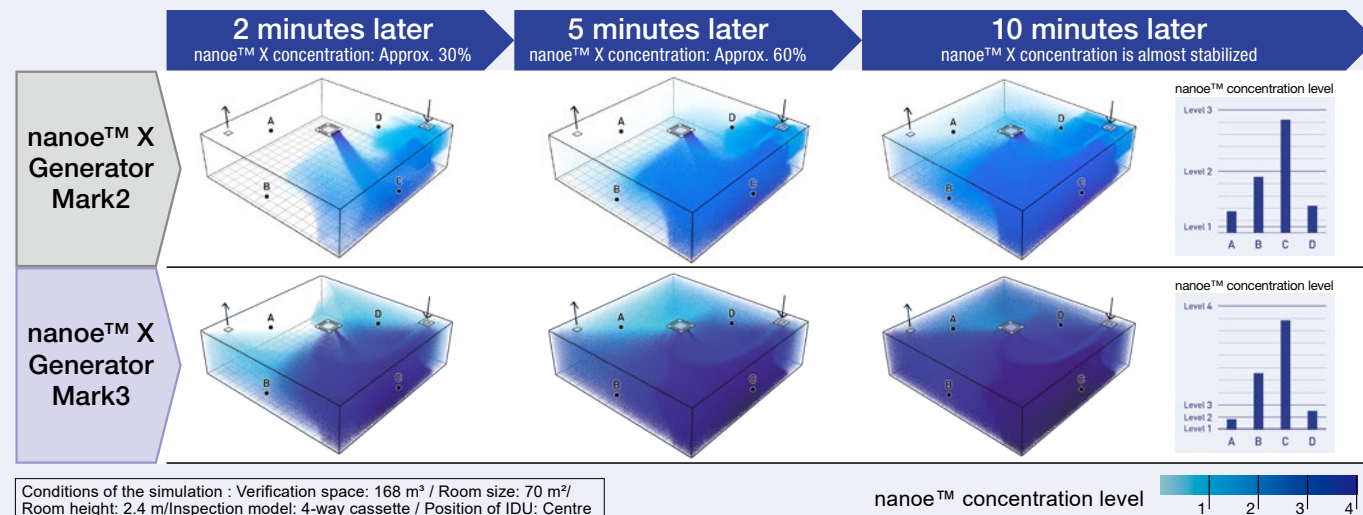 2 minutes later
nanoe™ X concentration: Approx. 30%
5 minutes later
nanoe™ X concentration: Approx. 60%
10 minutes later
nanoe™ X concentration is almost stabilized
nanoe™ X
Generator
Mark2
A
D
B
C
A
D
B
C
A
D
B
C
nanoe™ concentration level
Level 3
Level 2
Level 1
A B C D
nanoe™ X
Generator
Mark3
A
D
B
C
A
D
B
C
A
D
B
C
nanoe™ concentration level
Level 4
Level 3
Level 2
Level 1
A B C D
Conditions of the simulation : Verification space: 168 m³ / Room size: 70 m²/
Room height: 2.4 m/Inspection model: 4-way cassette / Position of IDU: Centre
nanoe™ concentration level
1 2 3 4